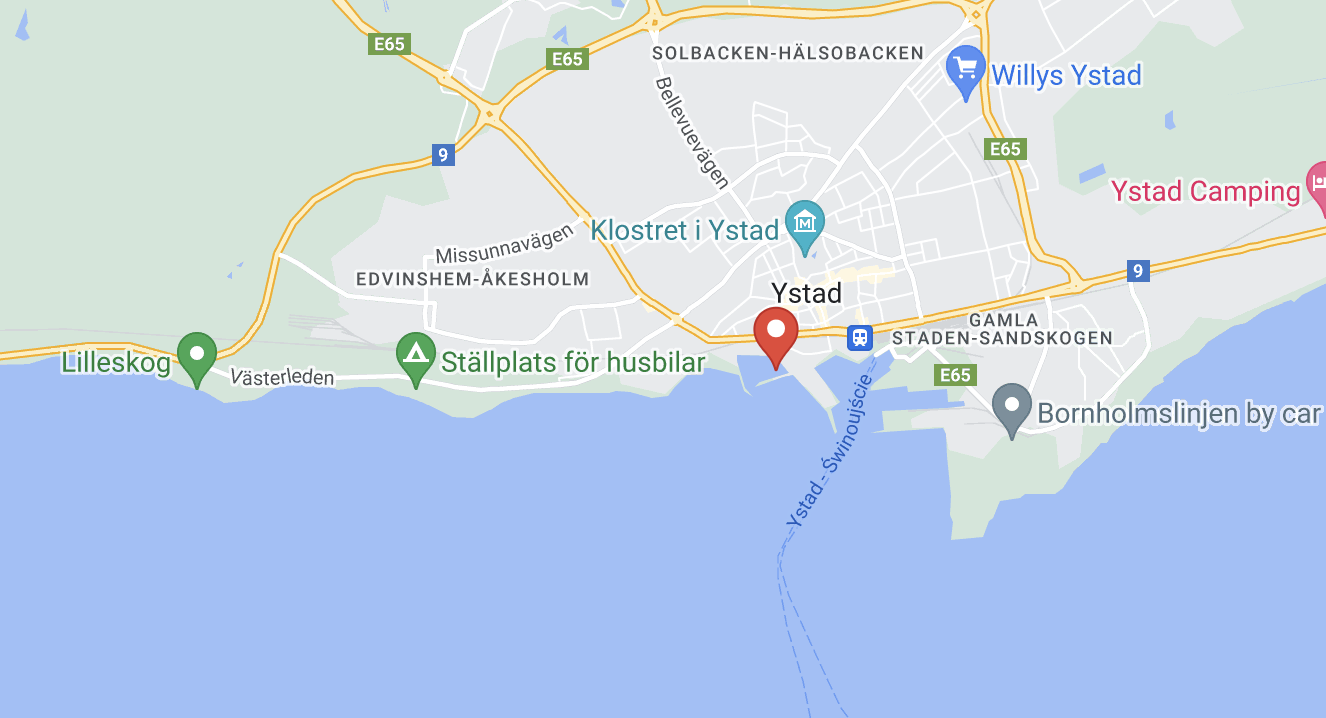 E65
E65
SOLBACKEN-HÄLSOBACKEN
Willys Ystad
Bellevuevägen
9
E65
Ystad Camping
Klostret i Ystad
Missunnavägen
EDVINSHEM-ÅKESHOLM
9
Ystad
GAMLA
STADEN-SANDSKOGEN
Lilleskog
Västerleden
Ställplats för husbilar
E65
Bornholmslinjen by car
Ystad - Świnoujście